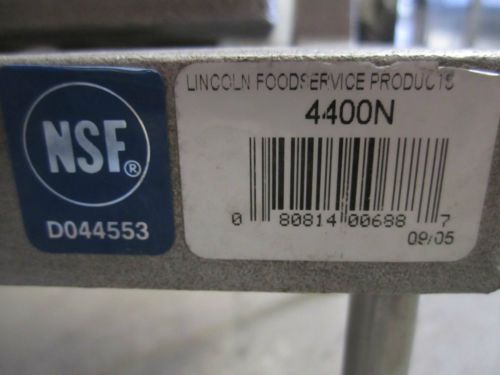 NSF®
D044553
LINCOLN FOODSERVICE PRODUCTS
4400N
0 80814 00688 7
09/05